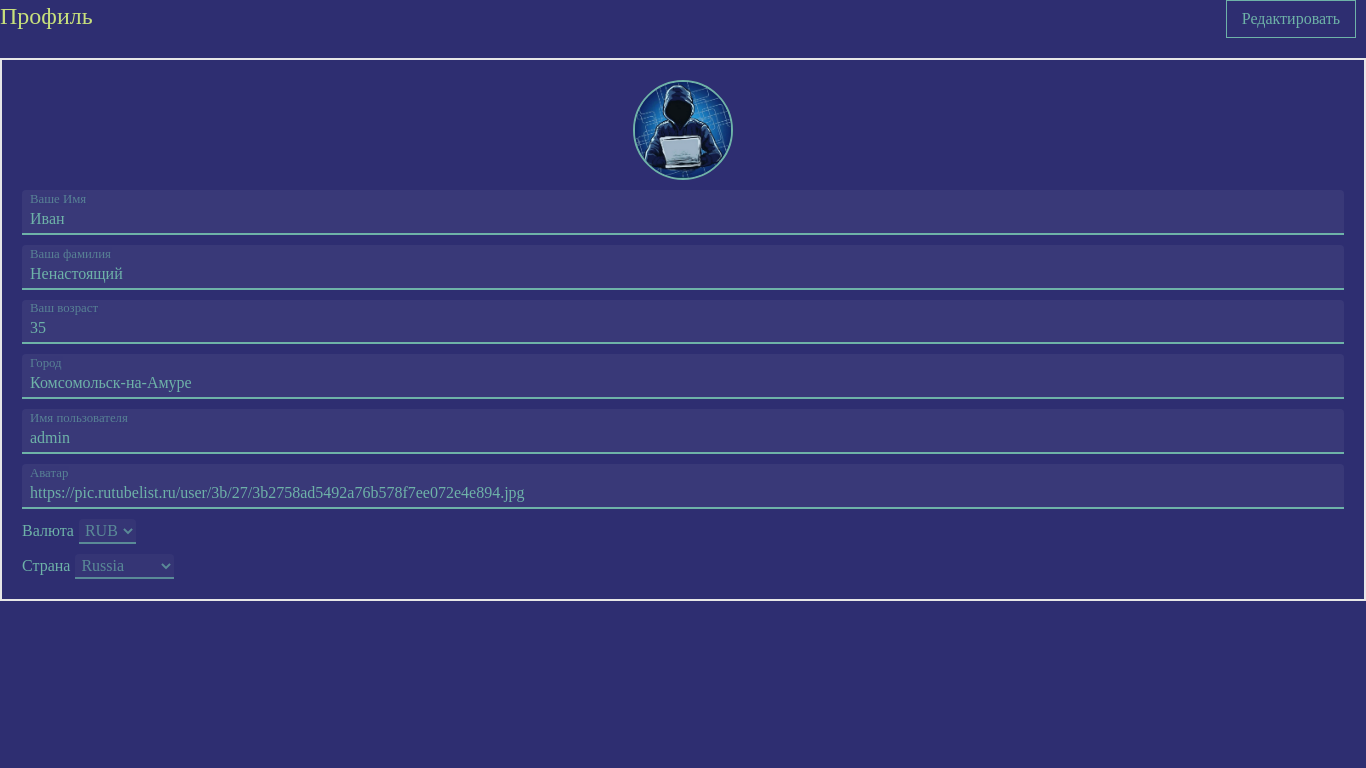 Профиль
Редактировать
Ваше Имя
Иван
Ваша фамилия
Ненастоящий
Ваш возраст
35
Город
Комсомольск-на-Амуре
Имя пользователя
admin
Аватар
https://pic.rutubelist.ru/user/3b/27/3b2758ad5492a76b578f7ee072e4e894.jpg
Валюта RUB
Страна Russia